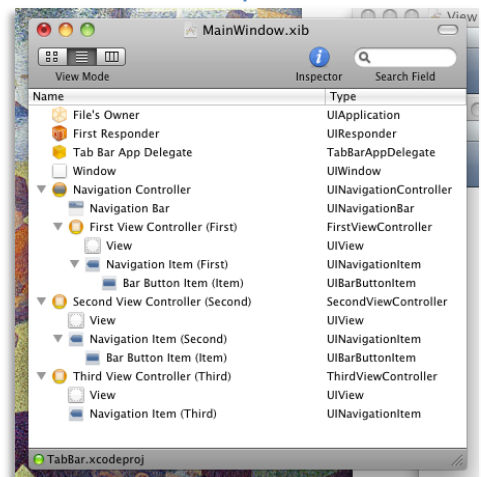 View
MainWindow.xib
View Mode
Inspector
Search Field
Name Type
File's Owner UIApplication
First Responder UIResponder
Tab Bar App Delegate TabBarAppDelegate
Window UIWindow
Navigation Controller UINavigationController
Navigation Bar UINavigationBar
First View Controller (First) FirstViewController
View UIView
Navigation Item (First) UINavigationItem
Bar Button Item (Item) UIBarButtonItem
Second View Controller (Second) SecondViewController
View UIView
Navigation Item (Second) UINavigationItem
Bar Button Item (Item) UIBarButtonItem
Third View Controller (Third) ThirdViewController
View UIView
Navigation Item (Third) UINavigationItem
TabBar.xcodeproj